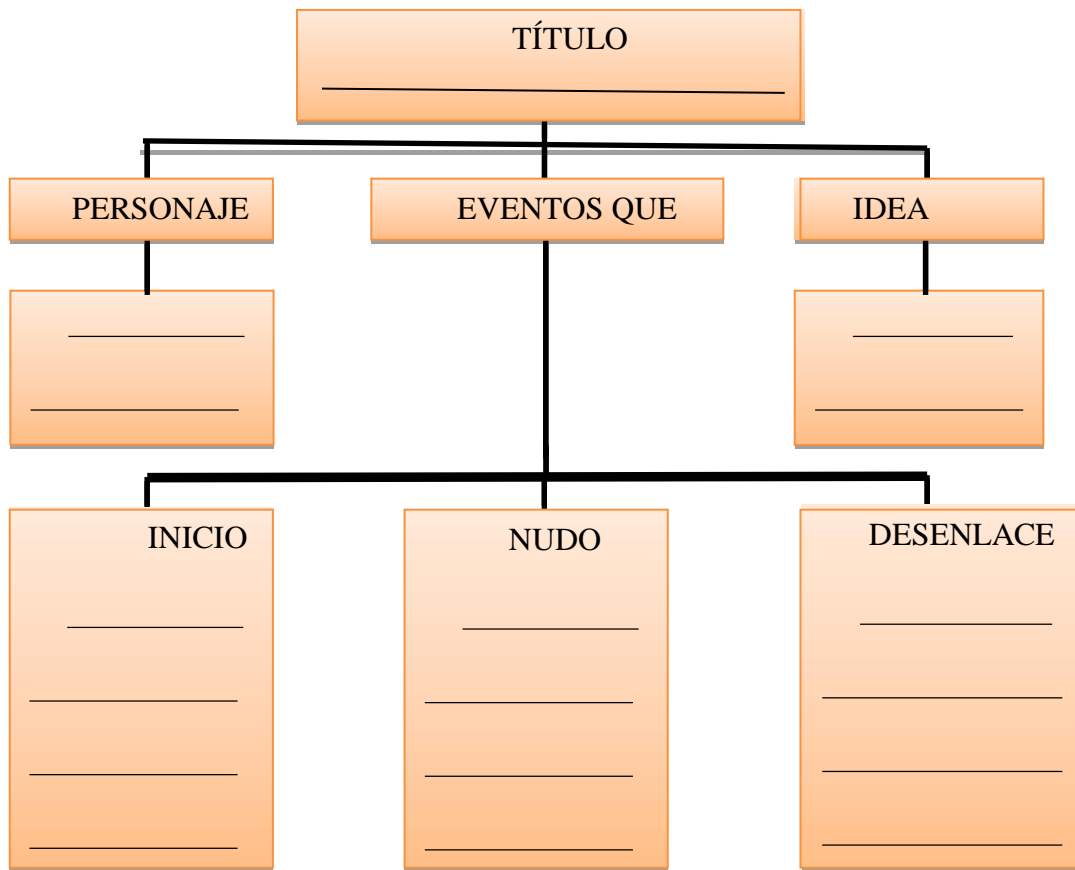 TÍTULO
PERSONAJE
EVENTOS QUE
IDEA
INICIO
NUDO
DESENLACE